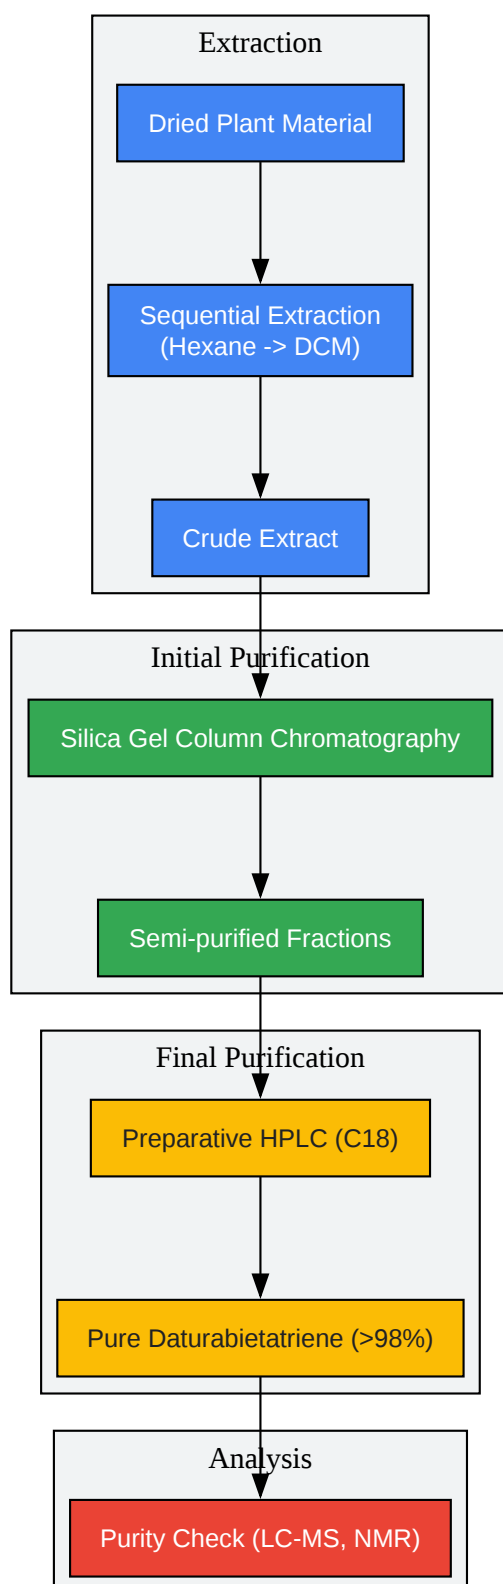 Extraction
Dried Plant Material
Sequential Extraction
(Hexane -> DCM)
Crude Extract
Initial Purification
Silica Gel Column Chromatography
Semi-purified Fractions
Final Purification
Preparative HPLC (C18)
Pure Daturabietatriene (>98%)
Analysis
Purity Check (LC-MS, NMR)